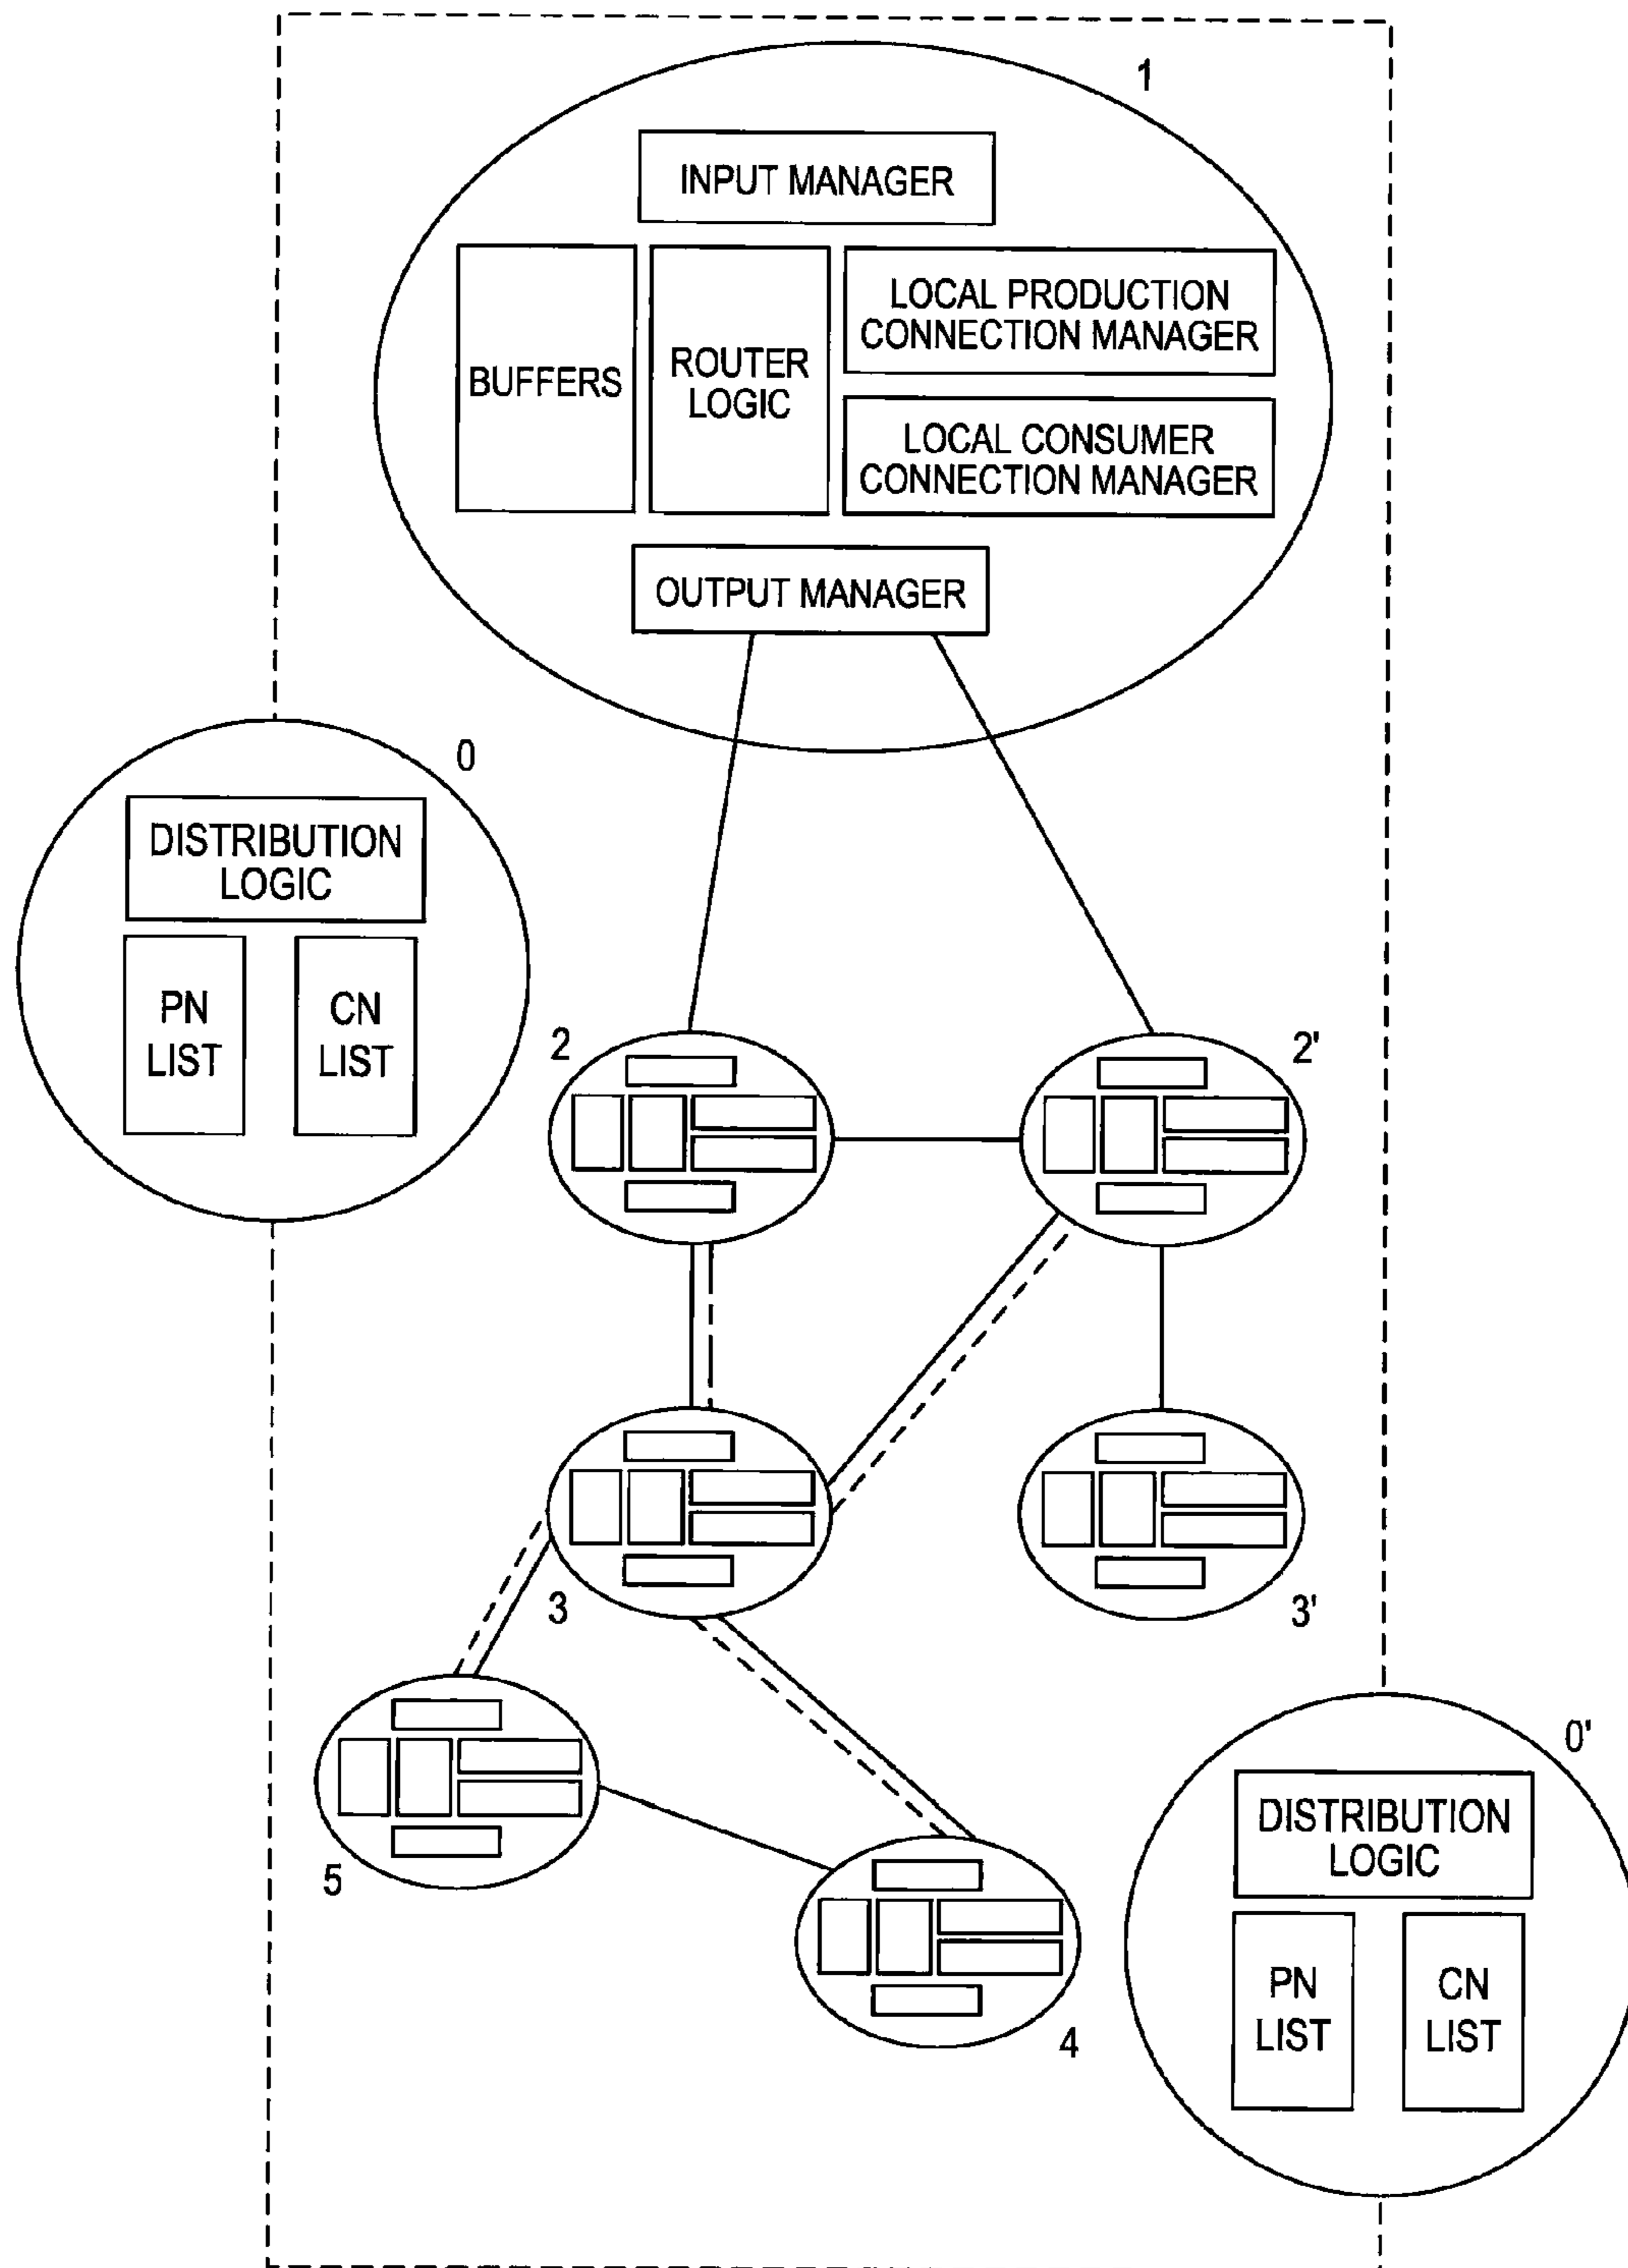 1
INPUT MANAGER
BUFFERS
ROUTER
LOGIC
LOCAL PRODUCTION
CONNECTION MANAGER
LOCAL CONSUMER
CONNECTION MANAGER
OUTPUT MANAGER
0
DISTRIBUTION
LOGIC
PN
LIST
CN
LIST
2
2'
3
3'
5
4
0'
DISTRIBUTION
LOGIC
PN
LIST
CN
LIST